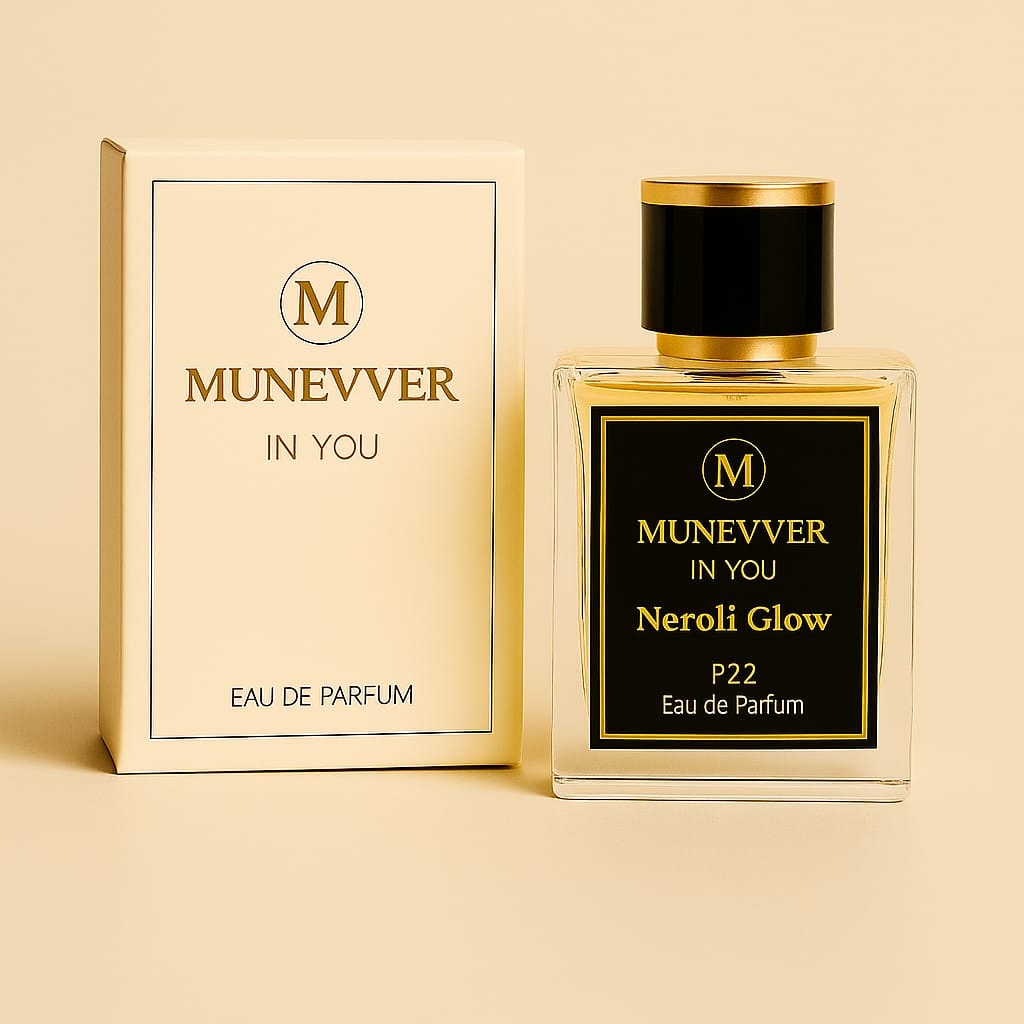 M
MUNEVVER
IN YOU
EAU DE PARFUM
M
MUNEVVER
IN YOU
Neroli Glow
P22
Eau de Parfum